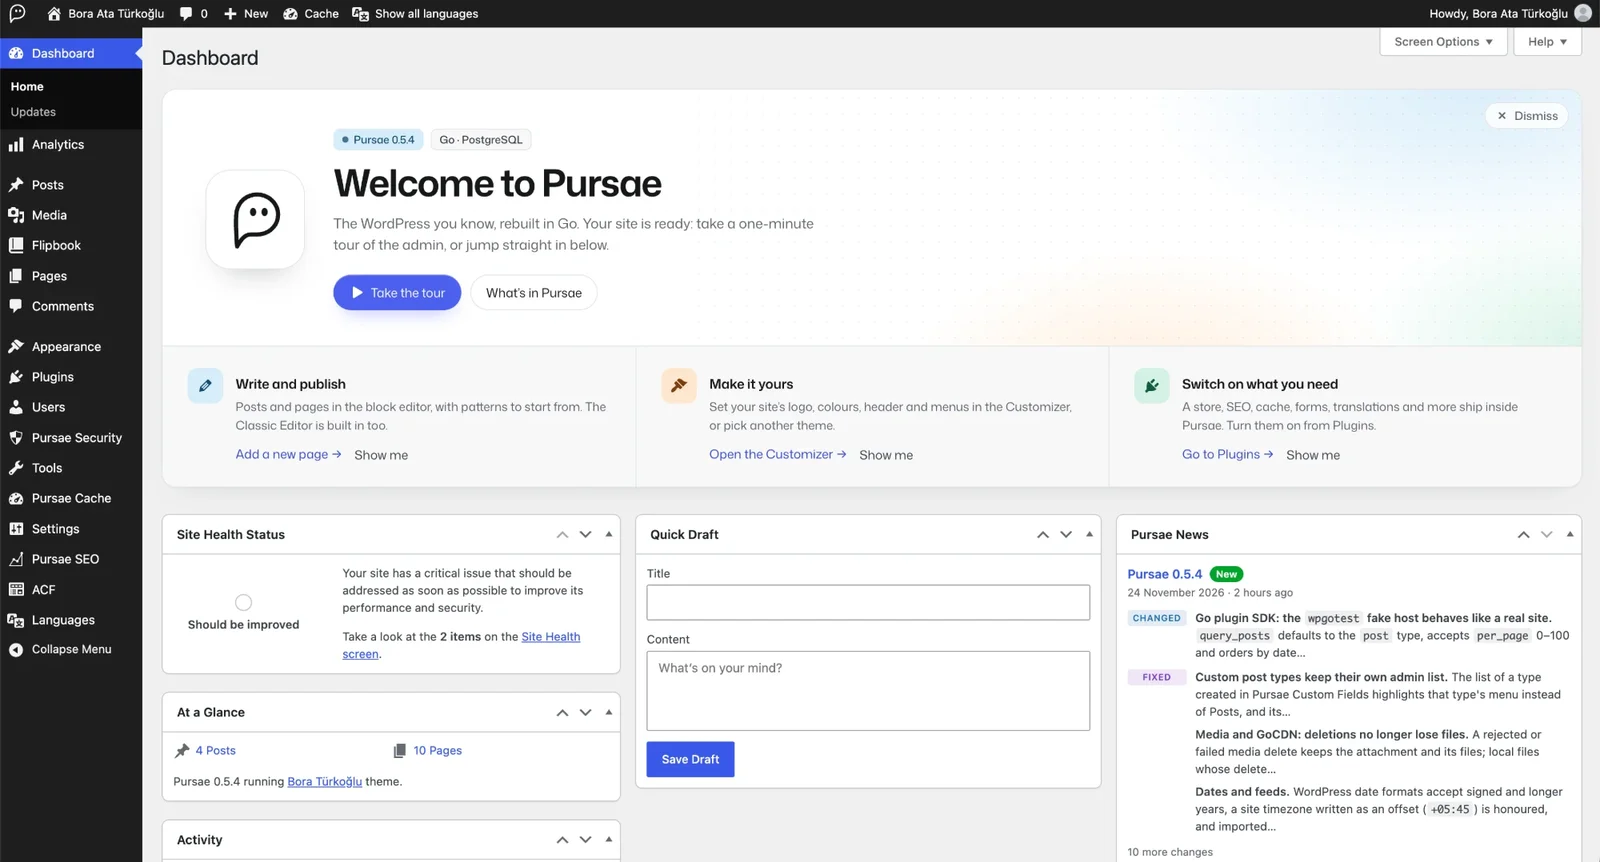 Bora Ata Türkoğlu
0
New
Cache
Show all languages
Howdy, Bora Ata Türkoğlu
Screen Options
Help
Dashboard
Home
Updates
Analytics
Posts
Media
Flipbook
Pages
Comments
Appearance
Plugins
Users
Pursae Security
Tools
Pursae Cache
Settings
Pursae SEO
ACF
Languages
Collapse Menu
Dashboard
Dismiss
Pursae 0.5.4
Go · PostgreSQL
Welcome to Pursae
The WordPress you know, rebuilt in Go. Your site is ready: take a one-minute
tour of the admin, or jump straight in below.
Take the tour
What's in Pursae
Write and publish
Posts and pages in the block editor, with patterns to start from. The
Classic Editor is built in too.
Add a new page →
Show me
Make it yours
Set your site's logo, colours, header and menus in the Customizer,
or pick another theme.
Open the Customizer →
Show me
Switch on what you need
A store, SEO, cache, forms, translations and more ship inside
Pursae. Turn them on from Plugins.
Go to Plugins →
Show me
Site Health Status
Should be improved
Your site has a critical issue that should be
addressed as soon as possible to improve its
performance and security.
Take a look at the 2 items on the Site Health
screen.
At a Glance
4 Posts
10 Pages
Pursae 0.5.4 running Bora Türkoğlu theme.
Activity
Quick Draft
Title
Content
What's on your mind?
Save Draft
Pursae News
Pursae 0.5.4 New
24 November 2026 · 2 hours ago
CHANGED
Go plugin SDK: the wpgotest fake host behaves like a real site.
query_posts defaults to the post type, accepts per_page 0–100
and orders by date…
FIXED
Custom post types keep their own admin list. The list of a type
created in Pursae Custom Fields highlights that type's menu instead
of Posts, and its…
Media and GoCDN: deletions no longer lose files. A rejected or
failed media delete keeps the attachment and its files; local files
whose delete…
Dates and feeds. WordPress date formats accept signed and longer
years, a site timezone written as an offset ( +05:45 ) is honoured,
and imported…
10 more changes